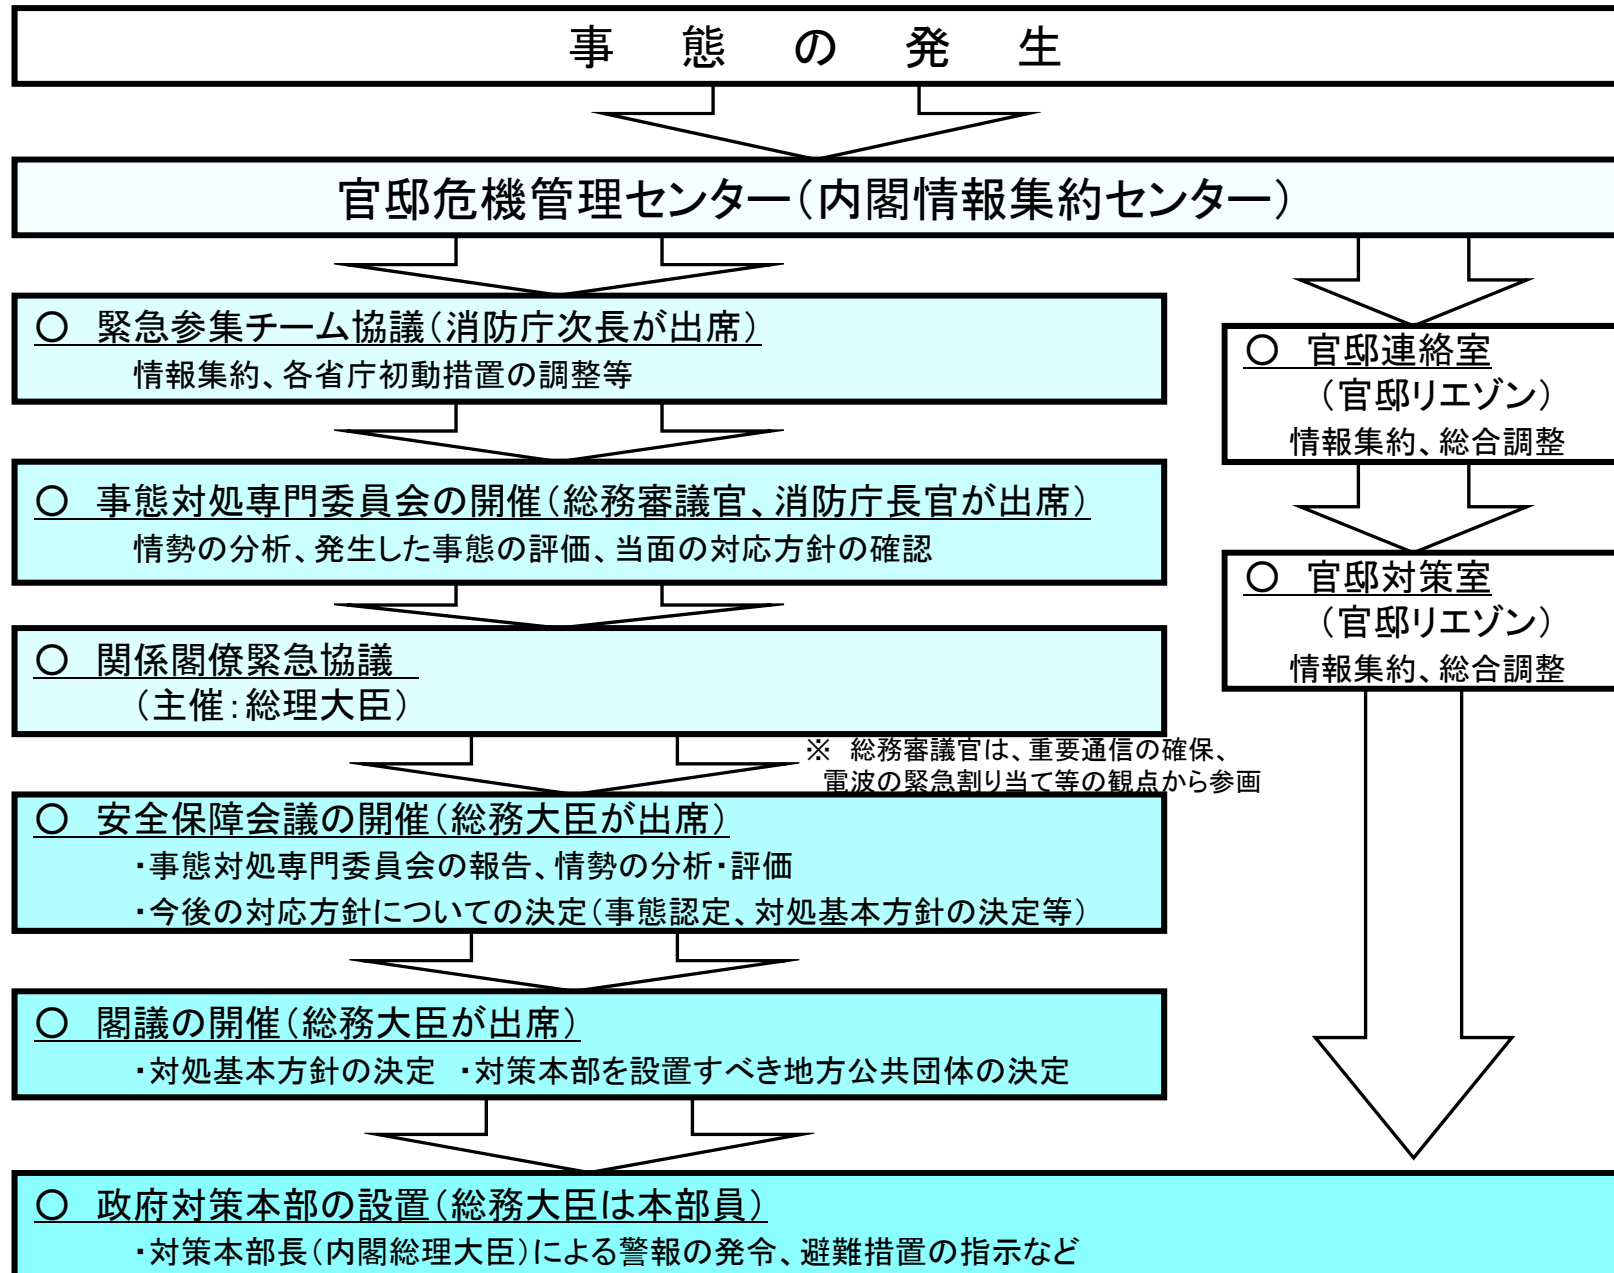 事 態 の 発 生
官邸危機管理センター（内閣情報集約センター）
○ 緊急参集チーム協議（消防庁次長が出席）
情報集約、各省庁初動措置の調整等
○ 事態対処専門委員会の開催（総務審議官、消防庁長官が出席）
情勢の分析、発生した事態の評価、当面の対応方針の確認
○ 関係閣僚緊急協議
（主催：総理大臣）
※ 総務審議官は、重要通信の確保、
電波の緊急割り当て等の観点から参画
○ 安全保障会議の開催（総務大臣が出席）
・事態対処専門委員会の報告、情勢の分析・評価
・今後の対応方針についての決定（事態認定、対処基本方針の決定等）
○ 閣議の開催（総務大臣が出席）
・対処基本方針の決定 ・対策本部を設置すべき地方公共団体の決定
○ 官邸連絡室
（官邸リエゾン）
情報集約、総合調整
○ 官邸対策室
（官邸リエゾン）
情報集約、総合調整
○ 政府対策本部の設置（総務大臣は本部員）
・対策本部長（内閣総理大臣）による警報の発令、避難措置の指示など